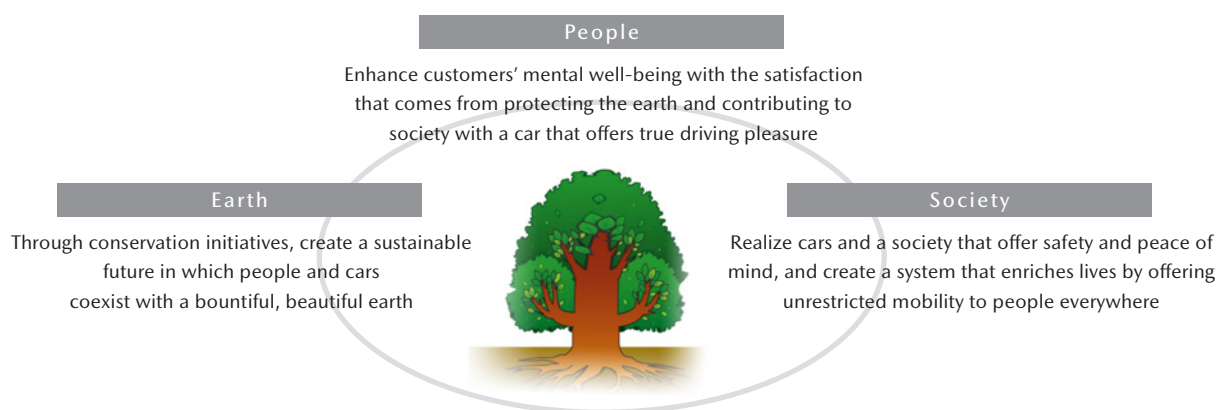 People
Enhance customers’ mental well-being with the satisfaction
that comes from protecting the earth and contributing to
society with a car that offers true driving pleasure
Earth
Through conservation initiatives, create a sustainable
future in which people and cars
coexist with a bountiful, beautiful earth
Society
Realize cars and a society that offer safety and peace of
mind, and create a system that enriches lives by offering
unrestricted mobility to people everywhere